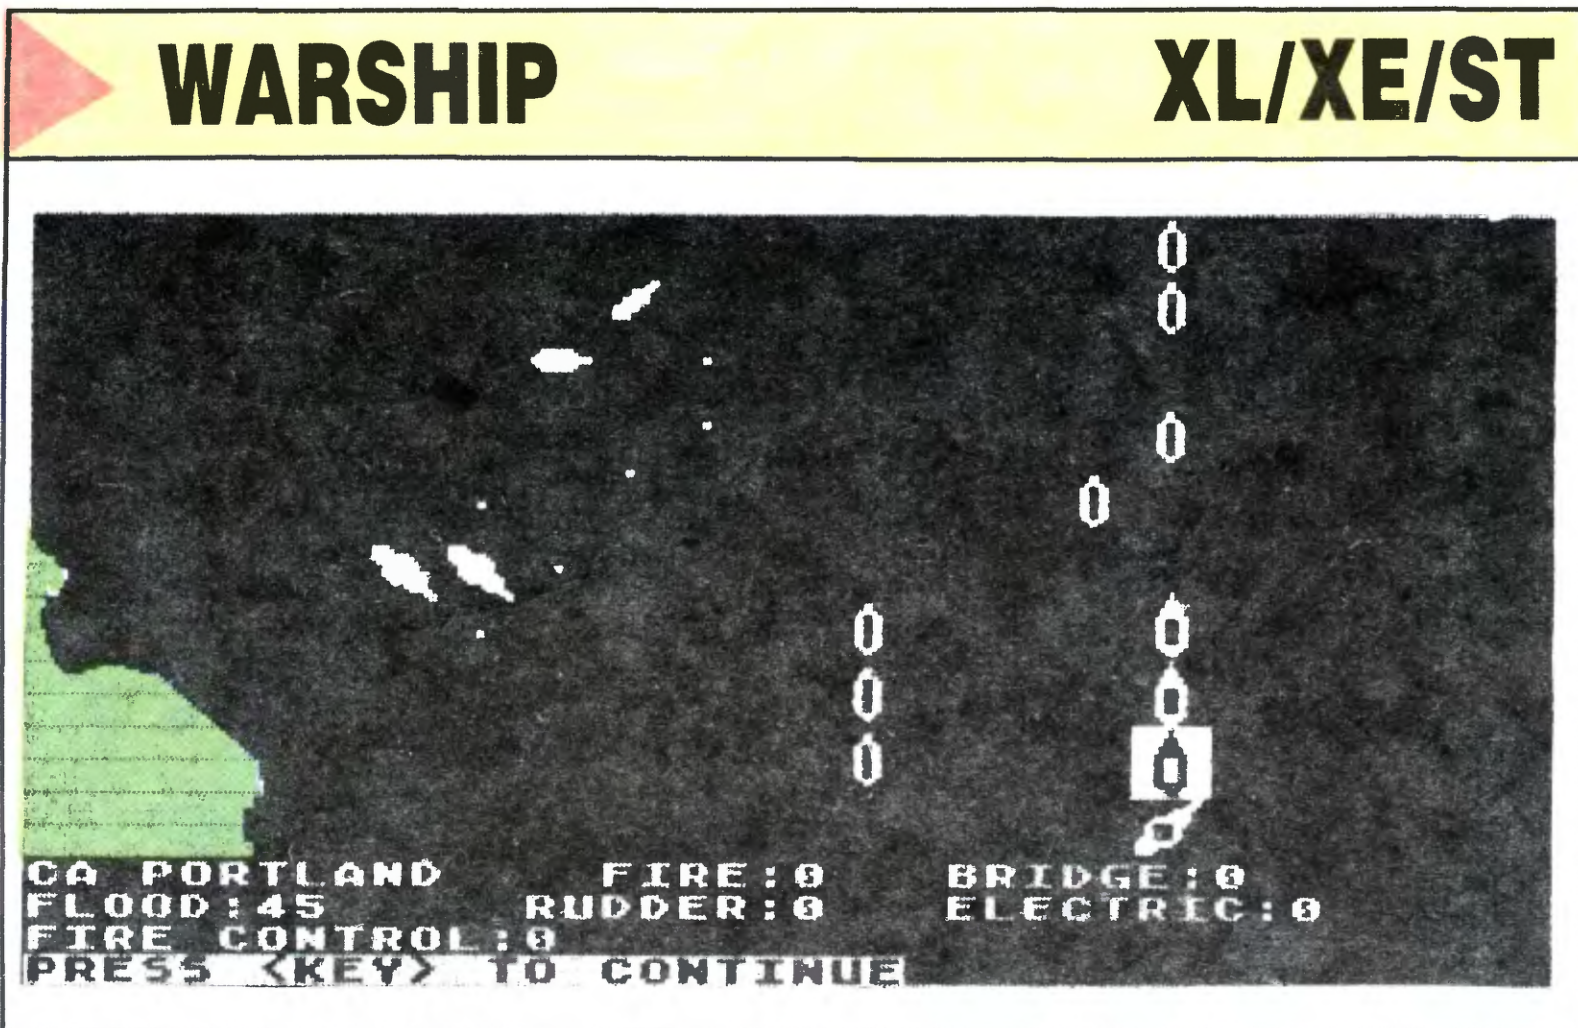 WARSHIP XL/XE/ST
CA PORTLAND FIRE:0 BRIDGE:0
FLOOD:45 RUDDER:0 ELECTRIC:0
FIRE CONTROL:0
PRESS <KEY> TO CONTINUE